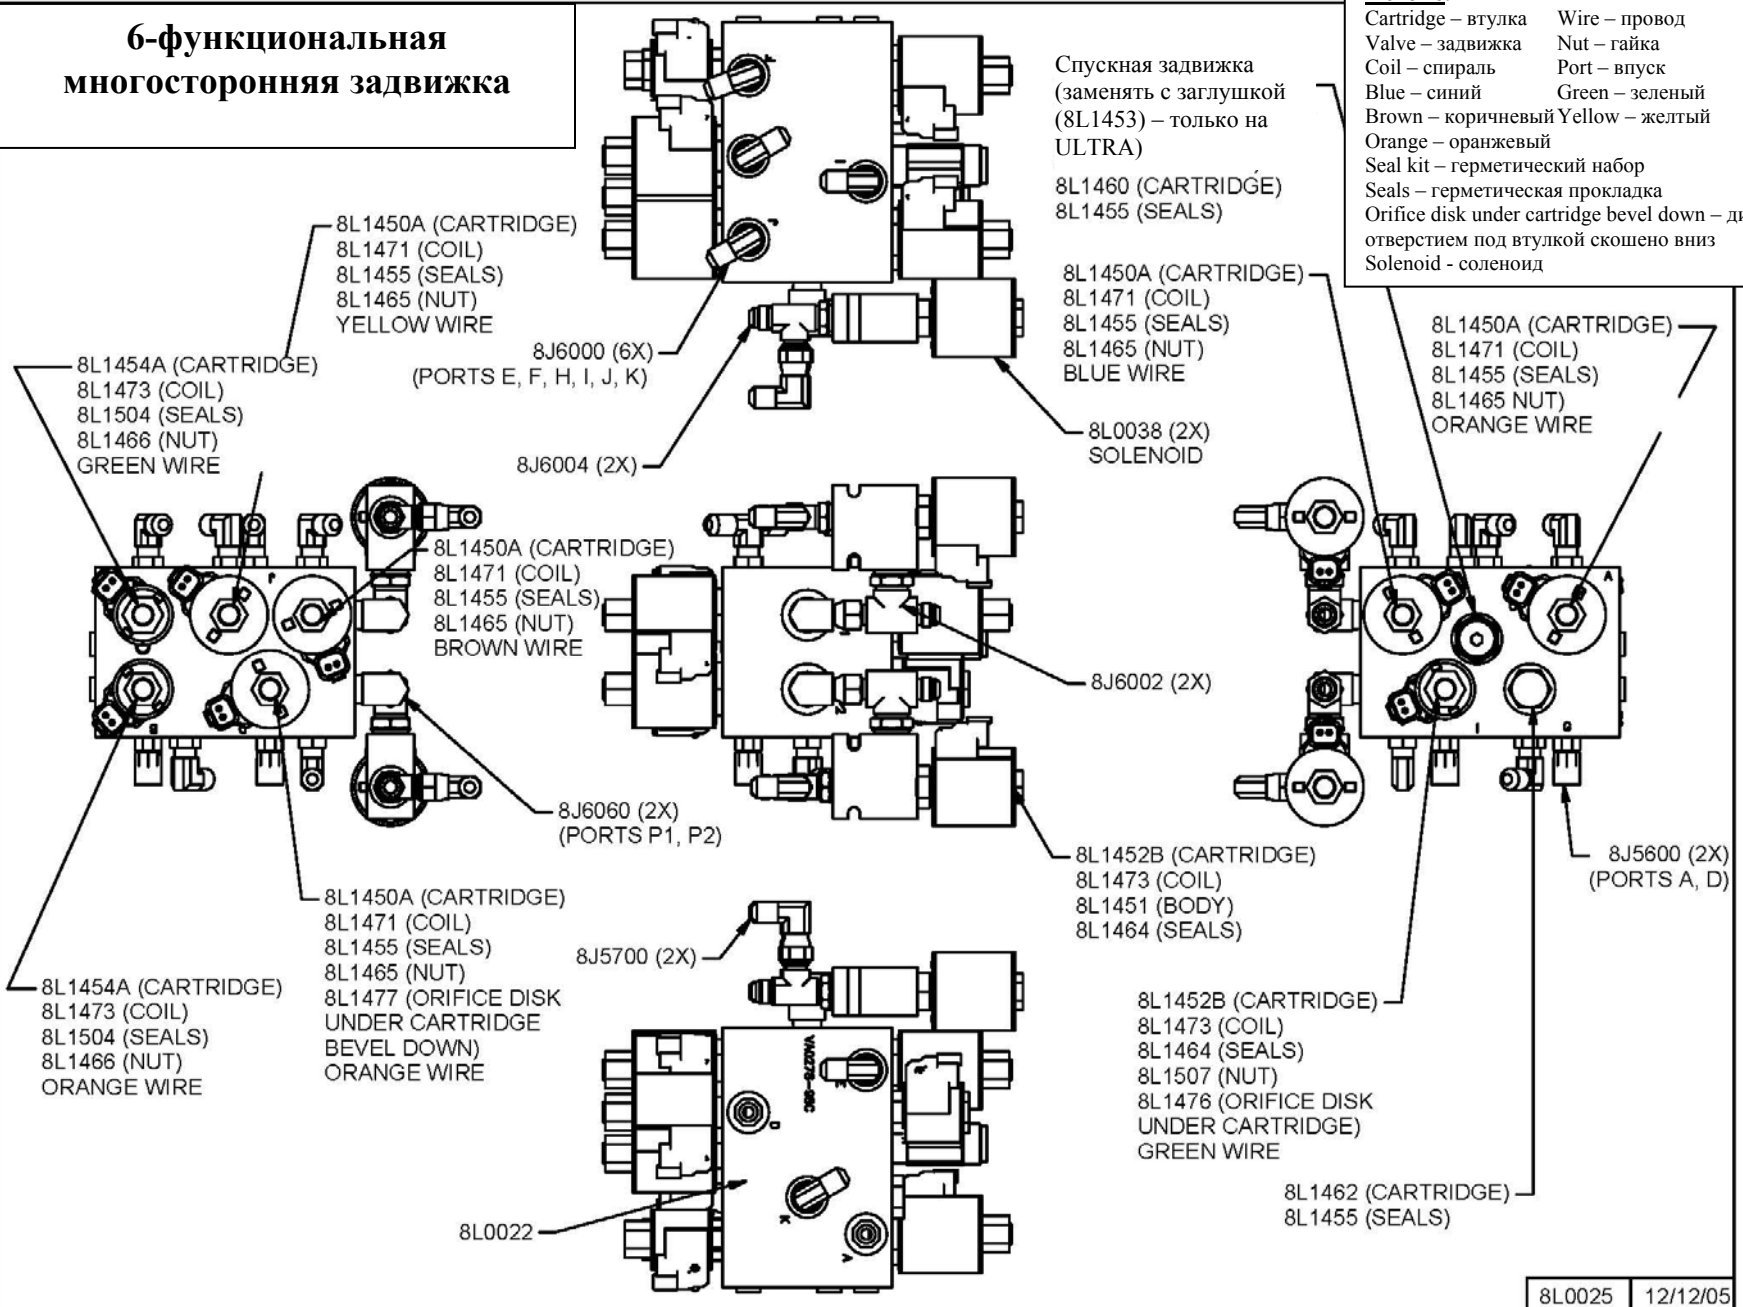 6-функциональная
многосторонняя задвижка
Спускная задвижка
(заменять с заглушкой
(8L1453) – только на
ULTRA)
8L1460 (CARTRIDGE)
8L1455 (SEALS)
Cartridge – втулка Wire – провод
Valve – задвижка Nut – гайка
Coil – спираль Port – впуск
Blue – синий Green – зеленый
Brown – коричневый Yellow – желтый
Orange – оранжевый
Seal kit – герметический набор
Seals – герметическая прокладка
Orifice disk under cartridge bevel down – ди
отверстием под втулкой скошено вниз
Solenoid - соленоид
8L1450A (CARTRIDGE)
8L1471 (COIL)
8L1455 (SEALS)
8L1465 (NUT)
YELLOW WIRE
8L1454A (CARTRIDGE)
8L1473 (COIL)
8L1504 (SEALS)
8L1466 (NUT)
GREEN WIRE
8J6000 (6X)
(PORTS E, F, H, I, J, K)
8J6004 (2X)
8L1450A (CARTRIDGE)
8L1471 (COIL)
8L1455 (SEALS)
8L1465 (NUT)
BLUE WIRE
8L0038 (2X)
SOLENOID
8L1450A (CARTRIDGE)
8L1471 (COIL)
8L1455 (SEALS)
8L1465 NUT)
ORANGE WIRE
8L1450A (CARTRIDGE)
8L1471 (COIL)
8L1455 (SEALS)
8L1465 (NUT)
BROWN WIRE
8J6002 (2X)
8J6060 (2X)
(PORTS P1, P2)
8L1452B (CARTRIDGE)
8L1473 (COIL)
8L1451 (BODY)
8L1464 (SEALS)
8J5600 (2X)
(PORTS A, D)
8L1450A (CARTRIDGE)
8L1471 (COIL)
8L1455 (SEALS)
8L1465 (NUT)
8L1477 (ORIFICE DISK
UNDER CARTRIDGE
BEVEL DOWN)
ORANGE WIRE
8J5700 (2X)
8L1454A (CARTRIDGE)
8L1473 (COIL)
8L1504 (SEALS)
8L1466 (NUT)
ORANGE WIRE
8L1452B (CARTRIDGE)
8L1473 (COIL)
8L1464 (SEALS)
8L1507 (NUT)
8L1476 (ORIFICE DISK
UNDER CARTRIDGE)
GREEN WIRE
8L1462 (CARTRIDGE)
8L1455 (SEALS)
8L0022
D
K
A
A
I
G
8L0025 12/12/05